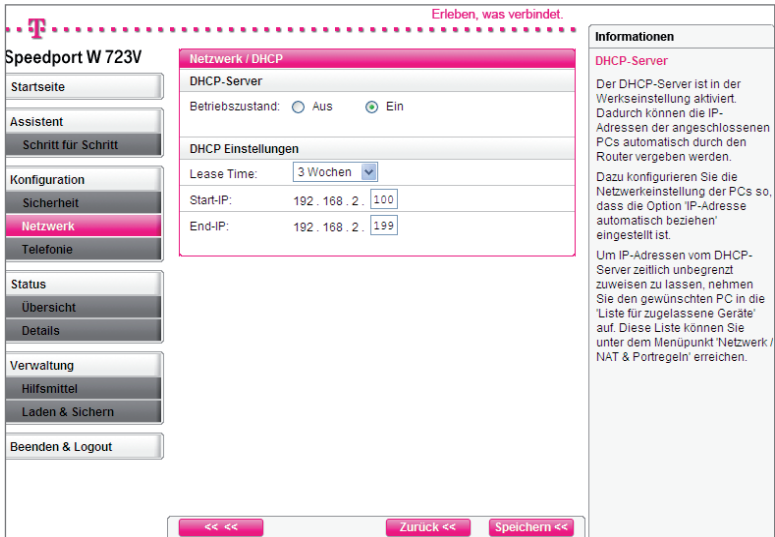 Erleben, was verbindet.
T
Speedport W 723V
Startseite
Assistent
Schritt für Schritt
Konfiguration
Sicherheit
Netzwerk
Telefonie
Status
Übersicht
Details
Verwaltung
Hilfsmittel
Laden & Sichern
Beenden & Logout
Netzwerk / DHCP
DHCP-Server
Betriebszustand: Aus Ein
DHCP Einstellungen
Lease Time: 3 Wochen
Start-IP: 192 . 168 . 2 . 100
End-IP: 192 . 168 . 2 . 199
<< <<
Zurück <<
Speichern <<
Informationen
DHCP-Server
Der DHCP-Server ist in der
Werkseinstellung aktiviert.
Dadurch können die IP-
Adressen der angeschlossenen
PCs automatisch durch den
Router vergeben werden.
Dazu konfigurieren Sie die
Netzwerkeinstellung der PCs so,
dass die Option 'IP-Adresse
automatisch beziehen'
eingestellt ist.
Um IP-Adressen vom DHCP-
Server zeitlich unbegrenzt
zuweisen zu lassen, nehmen
Sie den gewünschten PC in die
'Liste für zugelassene Geräte'
auf. Diese Liste können Sie
unter dem Menüpunkt 'Netzwerk /
NAT & Portregeln' erreichen.